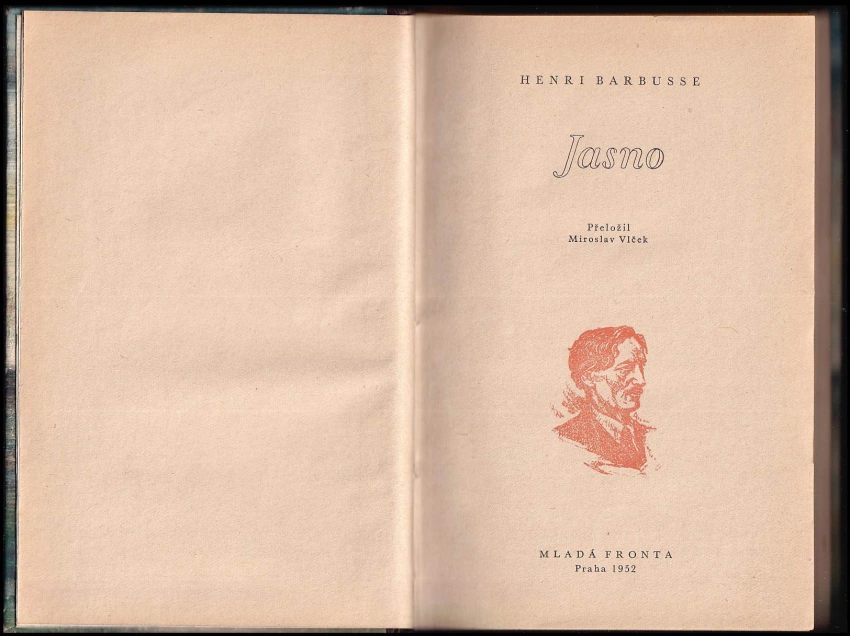 HENRI BARBUSSE
Jasno
Přeložil
Miroslav Vlček
MLADÁ FRONTA
Praha 1952